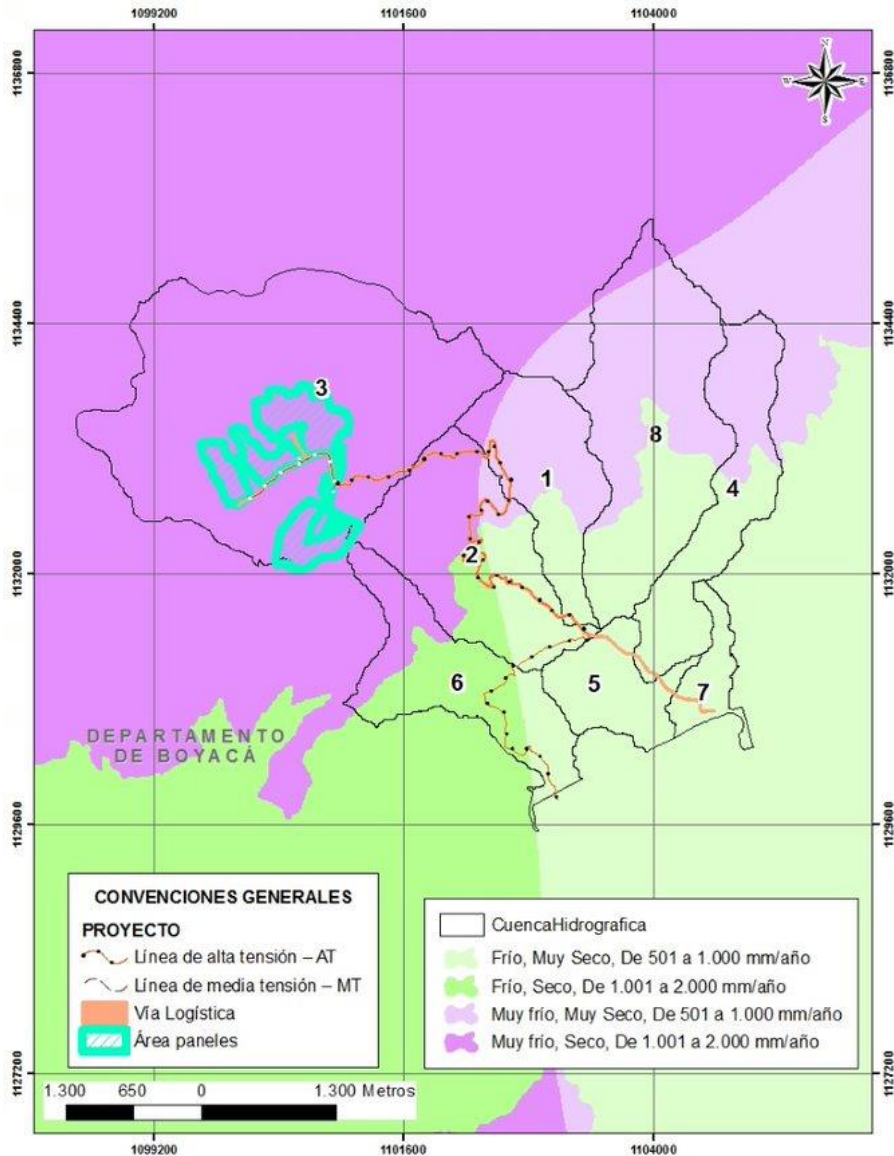 1099200 1101600 1104000
1136800 1136800
N
W E
S
1134400 1134400
3
8
1
4
2
1132000 1132000
6
5
7
DEPARTAMENTO
DE BOYACÁ
1129600 1129600
CONVENCIONES GENERALES
PROYECTO
Línea de alta tensión – AT
Línea de media tensión – MT
Vía Logística
Área paneles
CuencaHidrografica
Frío, Muy Seco, De 501 a 1.000 mm/año
Frío, Seco, De 1.001 a 2.000 mm/año
Muy frío, Muy Seco, De 501 a 1.000 mm/año
Muy frío, Seco, De 1.001 a 2.000 mm/año
1127200 1127200
1.300 650 0 1.300 Metros
1099200 1101600 1104000